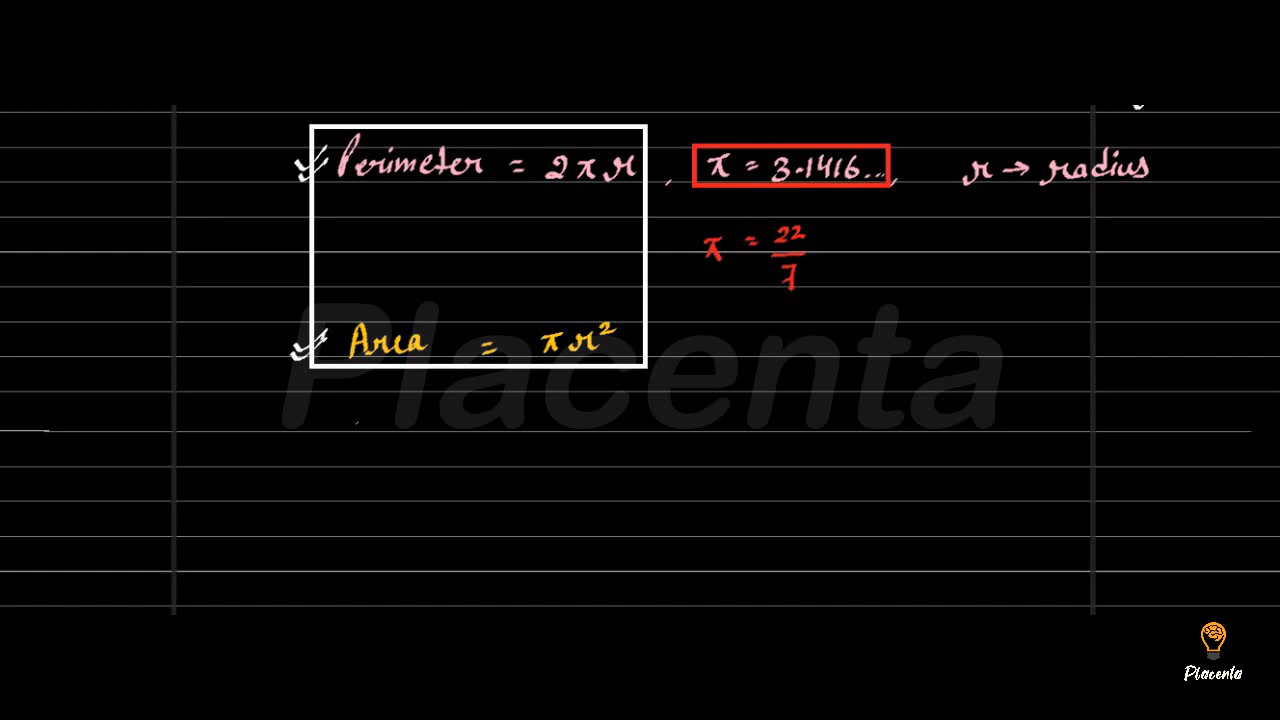 Perimeter = 2πr , π = 3.1416..., r → radius
π = 22/7
Area = πr²
Placenta
Placenta